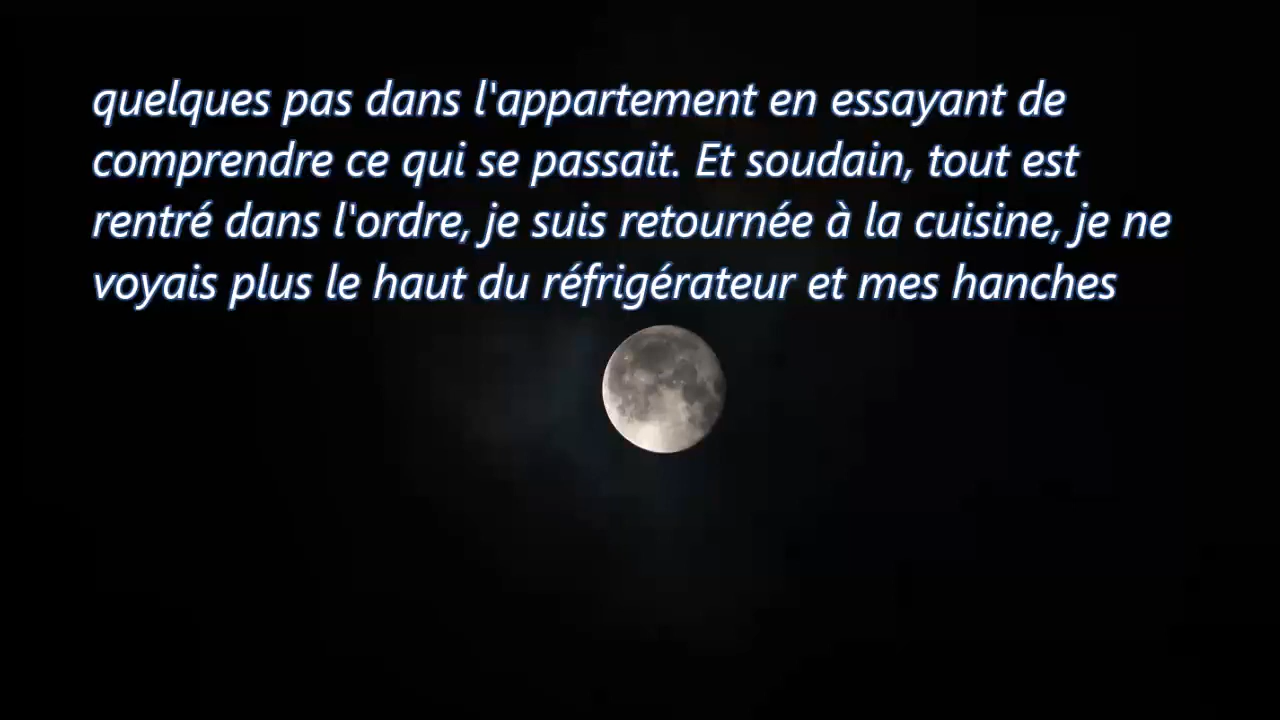 quelques pas dans l'appartement en essayant de
comprendre ce qui se passait. Et soudain, tout est
rentré dans l'ordre, je suis retournée à la cuisine, je ne
voyais plus le haut du réfrigérateur et mes hanches